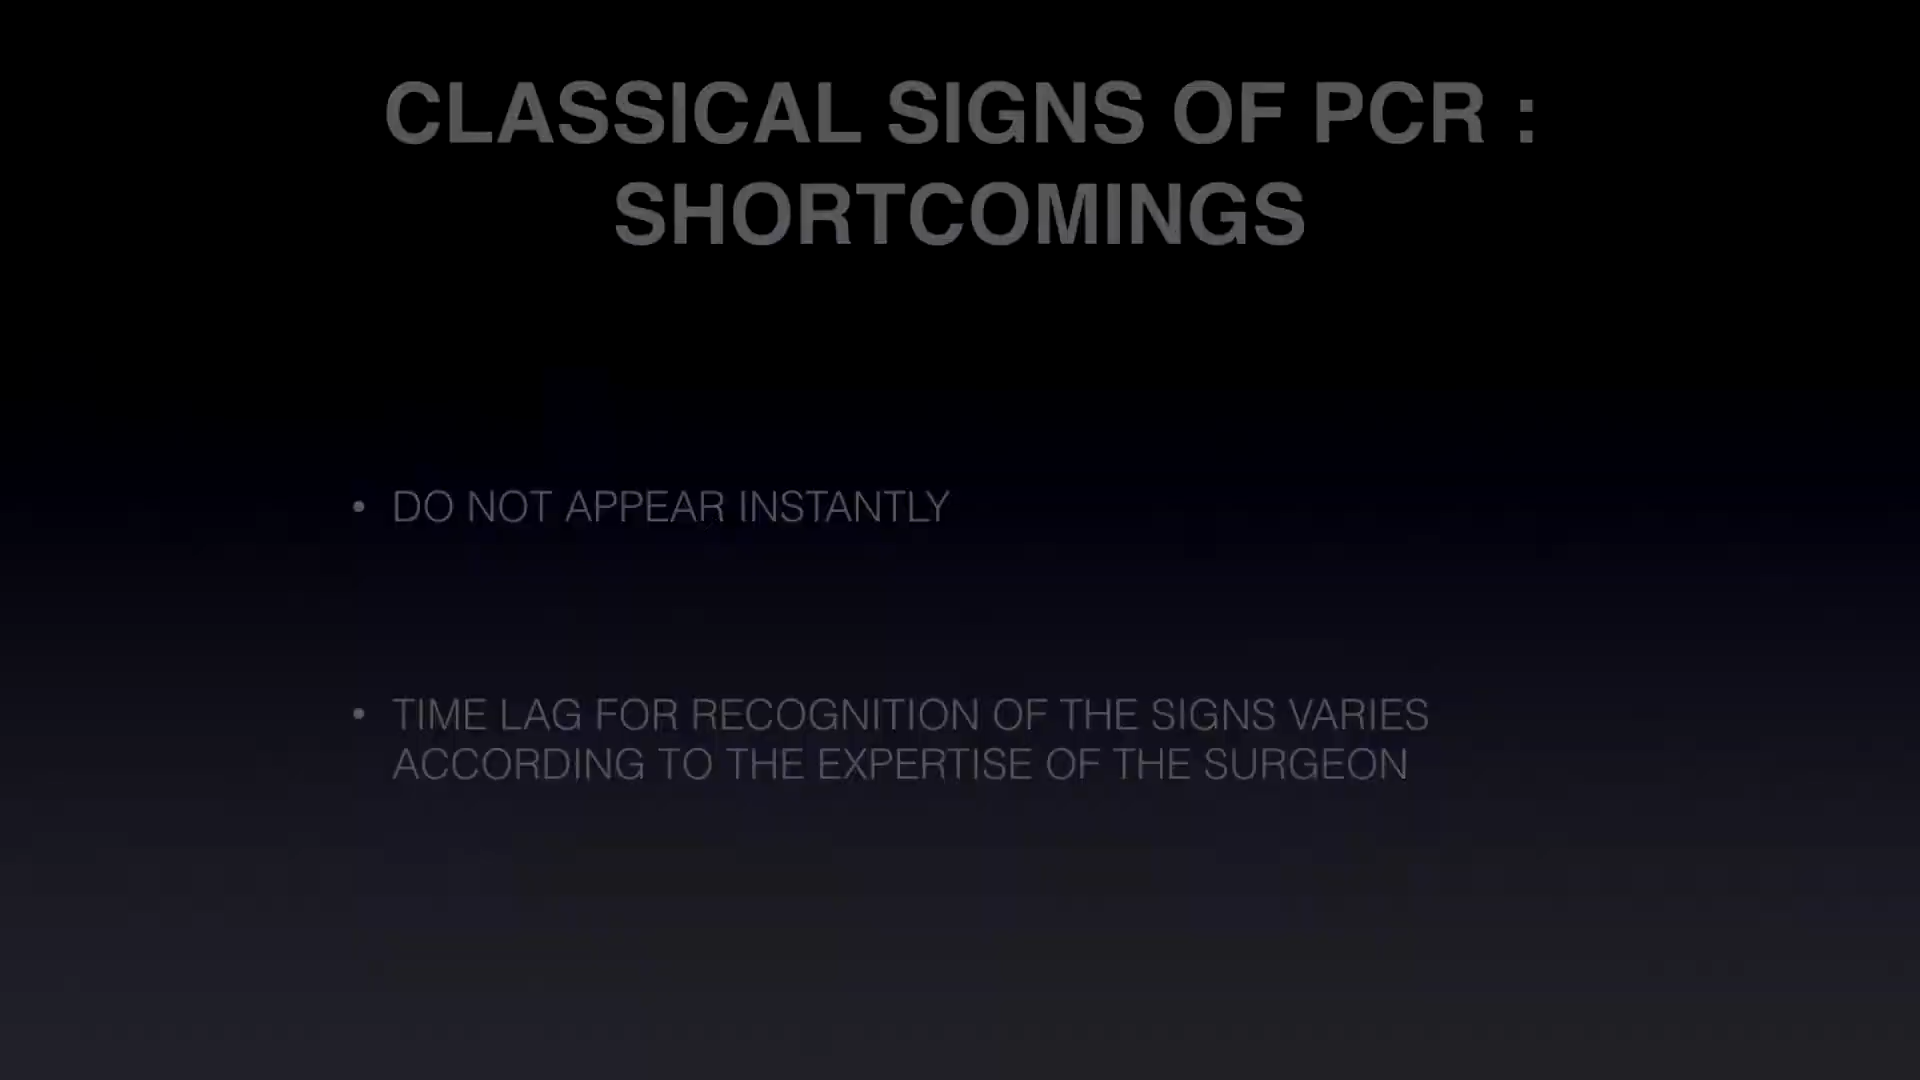 CLASSICAL SIGNS OF PCR :
SHORTCOMINGS
• DO NOT APPEAR INSTANTLY
• TIME LAG FOR RECOGNITION OF THE SIGNS VARIES
ACCORDING TO THE EXPERTISE OF THE SURGEON